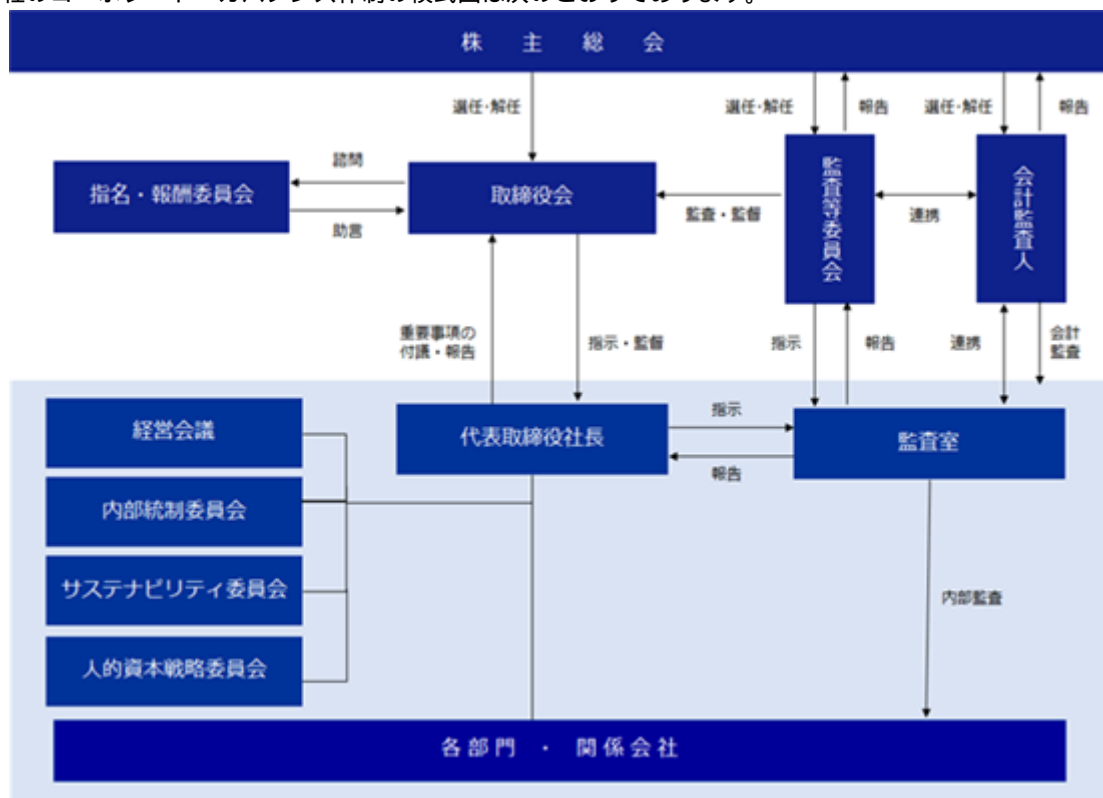 株主総会
選任・解任
選任・解任
報告
選任・解任
報告
諮問
指名・報酬委員会
取締役会
助言
監査・監督
監査等委員会
連携
会計監査人
重要事項の
付議・報告
指示・監督
指示
報告
連携
会計
監査
経営会議
代表取締役社長
指示
報告
監査室
内部統制委員会
サステナビリティ委員会
内部監査
人的資本戦略委員会
各部門・関係会社